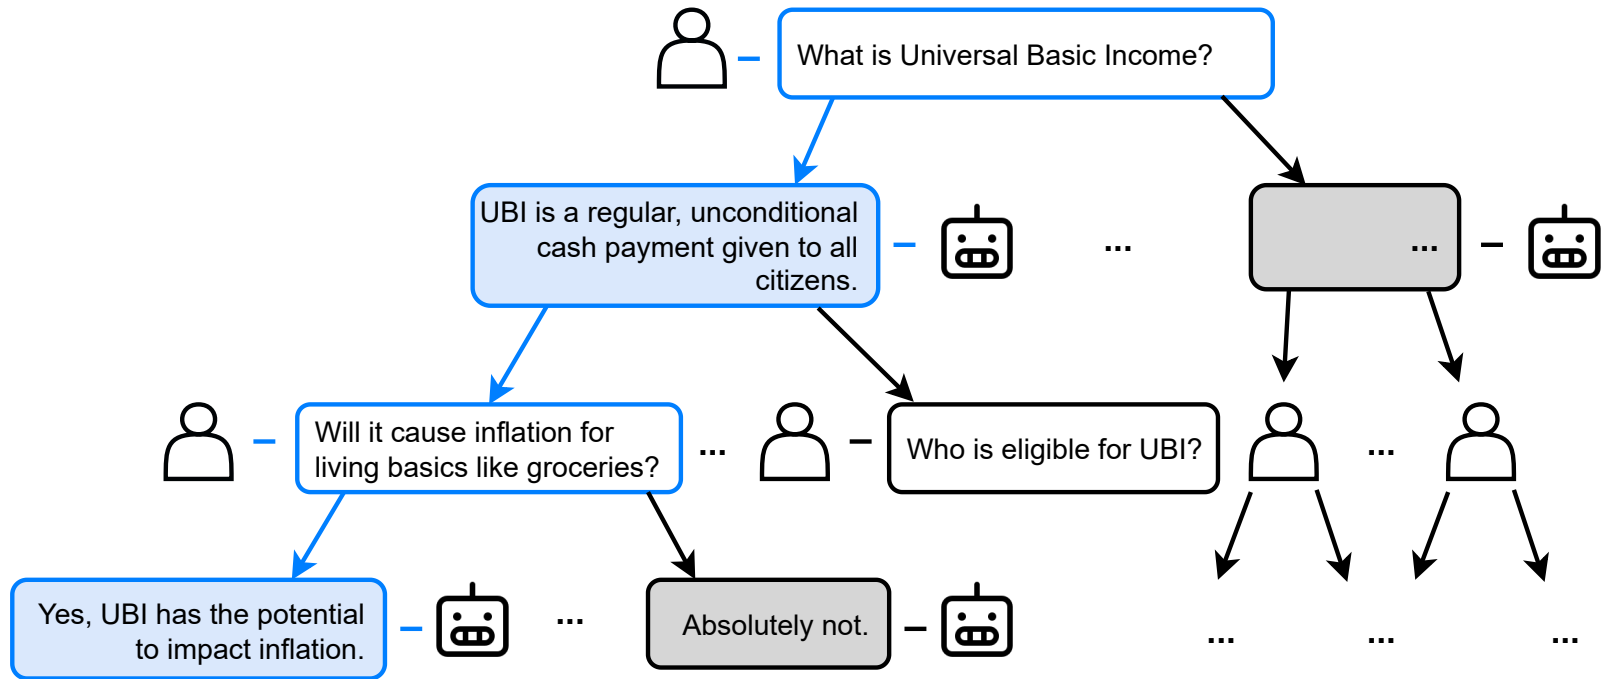 What is Universal Basic Income?
UBI is a regular, unconditional
cash payment given to all
citizens.
...
...
Will it cause inflation for
living basics like groceries?
...
Who is eligible for UBI?
...
Yes, UBI has the potential
to impact inflation.
...
Absolutely not.
...
...
...